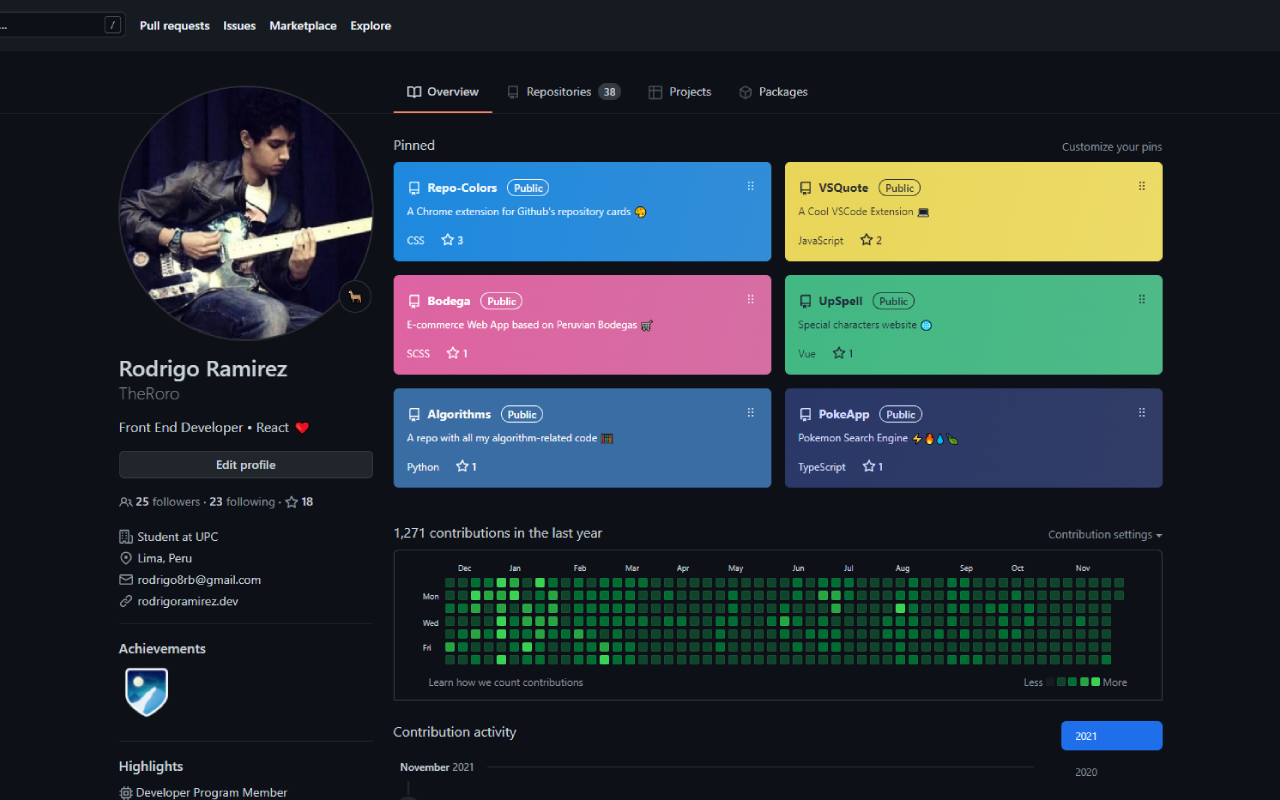 ... /
Pull requests Issues Marketplace Explore
Overview Repositories 38 Projects Packages
Rodrigo Ramirez
TheRoro
Front End Developer • React
Edit profile
25 followers · 23 following · 18
Student at UPC
Lima, Peru
rodrigo8rb@gmail.com
rodrigoramirez.dev
Achievements
Highlights
Developer Program Member
Pinned
Customize your pins
Repo-Colors Public
A Chrome extension for Github's repository cards
CSS 3
VSQuote Public
A Cool VSCode Extension
JavaScript 2
Bodega Public
E-commerce Web App based on Peruvian Bodegas
SCSS 1
UpSpell Public
Special characters website
Vue 1
Algorithms Public
A repo with all my algorithm-related code
Python 1
PokeApp Public
Pokemon Search Engine
TypeScript 1
1,271 contributions in the last year
Contribution settings
Dec Jan Feb Mar Apr May Jun Jul Aug Sep Oct Nov
Mon
Wed
Fri
Learn how we count contributions
Less More
Contribution activity
2021
2020
November 2021